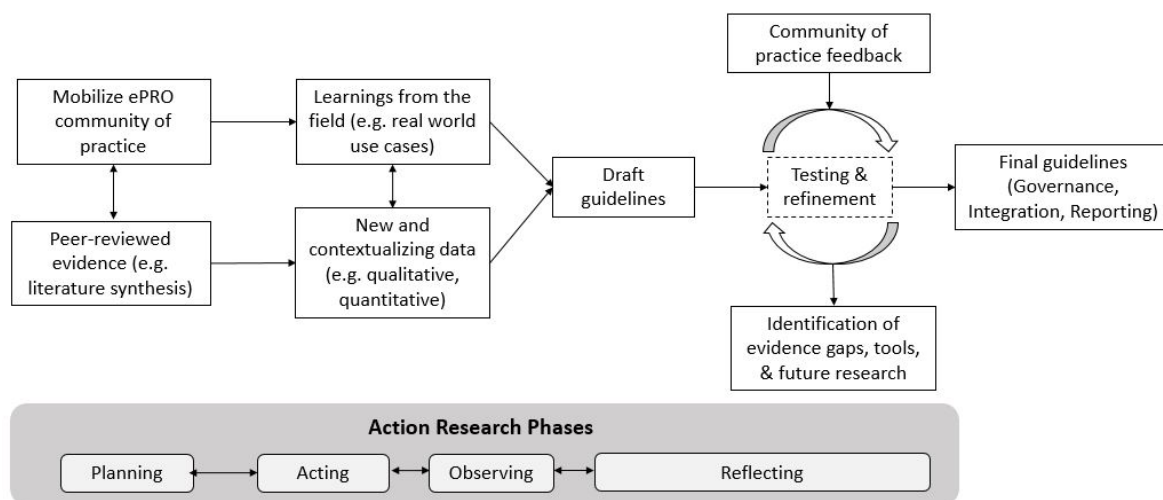 Community of
practice feedback
Mobilize ePRO
community of
practice
Learnings from the
field (e.g. real world
use cases)
Draft
guidelines
Testing &
refinement
Final guidelines
(Governance,
Integration, Reporting)
Peer-reviewed
evidence (e.g.
literature synthesis)
New and
contextualizing data
(e.g. qualitative,
quantitative)
Identification of
evidence gaps, tools,
& future research
Action Research Phases
Planning
Acting
Observing
Reflecting